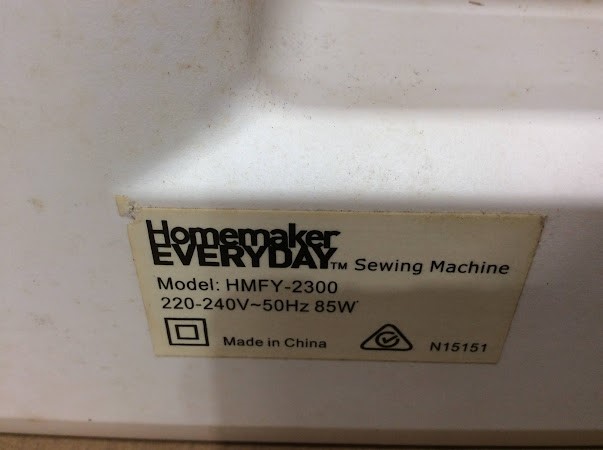 Homemaker
EVERYDAY™ Sewing Machine
Model: HMFY-2300
220-240V~50Hz 85W
Made in China N15151